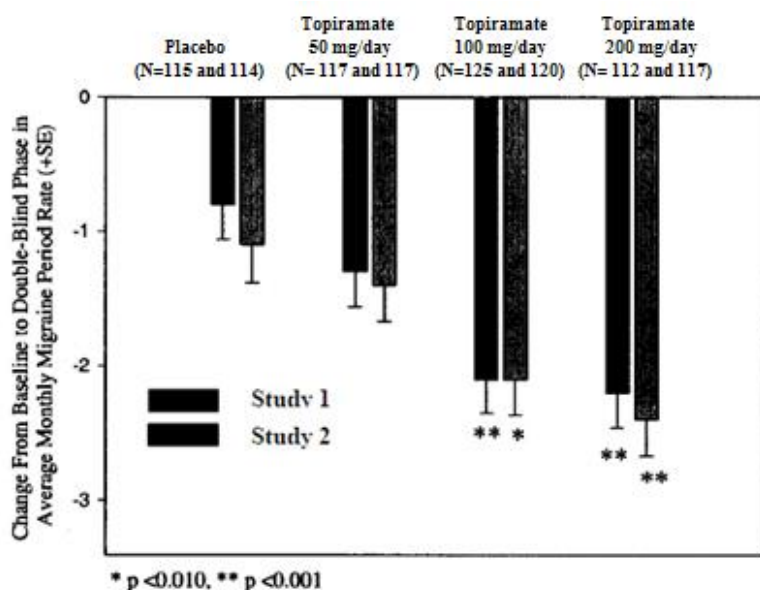 Placebo
(N=115 and 114)
Topiramate
50 mg/day
(N= 117 and 117)
Topiramate
100 mg/day
(N=125 and 120)
Topiramate
200 mg/day
(N= 112 and 117)
Change From Baseline to Double-Blind Phase in
Average Monthly Migraine Period Rate (+SE)
0
-1
-2
-3
Study 1
Study 2
** *
** **
* p <0.010, ** p <0.001